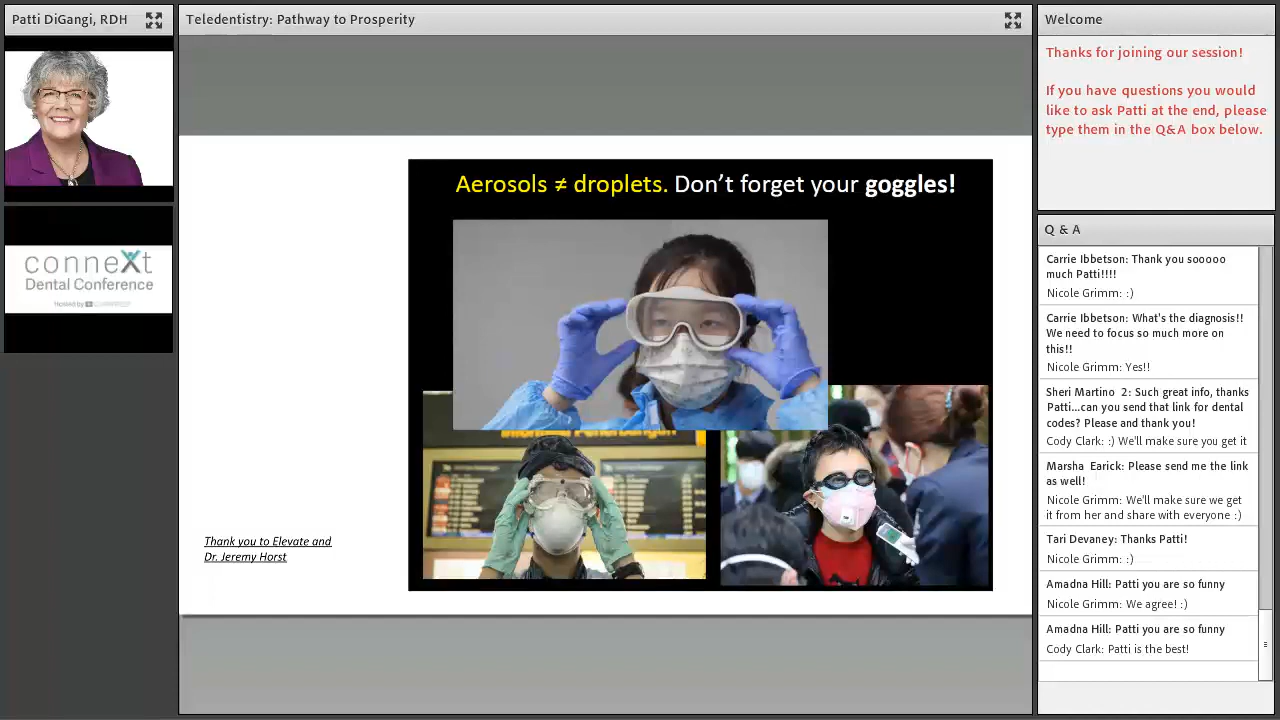 Patti DiGangi, RDH
Teledentistry: Pathway to Prosperity
Welcome
Thanks for joining our session!
If you have questions you would
like to ask Patti at the end, please
type them in the Q&A box below.
conneXt
Dental Conference
Hosted by
Aerosols ≠ droplets. Don't forget your goggles!
Thank you to Elevate and
Dr. Jeremy Horst
Q & A
Carrie Ibbetson: Thank you sooooo
much Patti!!!!
Nicole Grimm: :)
Carrie Ibbetson: What's the diagnosis!!
We need to focus so much more on
this!!
Nicole Grimm: Yes!!
Sheri Martino 2: Such great info, thanks
Patti...can you send that link for dental
codes? Please and thank you!
Cody Clark: :) We'll make sure you get it
Marsha Earick: Please send me the link
as well!
Nicole Grimm: We'll make sure we get
it from her and share with everyone :)
Tari Devaney: Thanks Patti!
Nicole Grimm: :)
Amadna Hill: Patti you are so funny
Nicole Grimm: We agree! :)
Amadna Hill: Patti you are so funny
Cody Clark: Patti is the best!